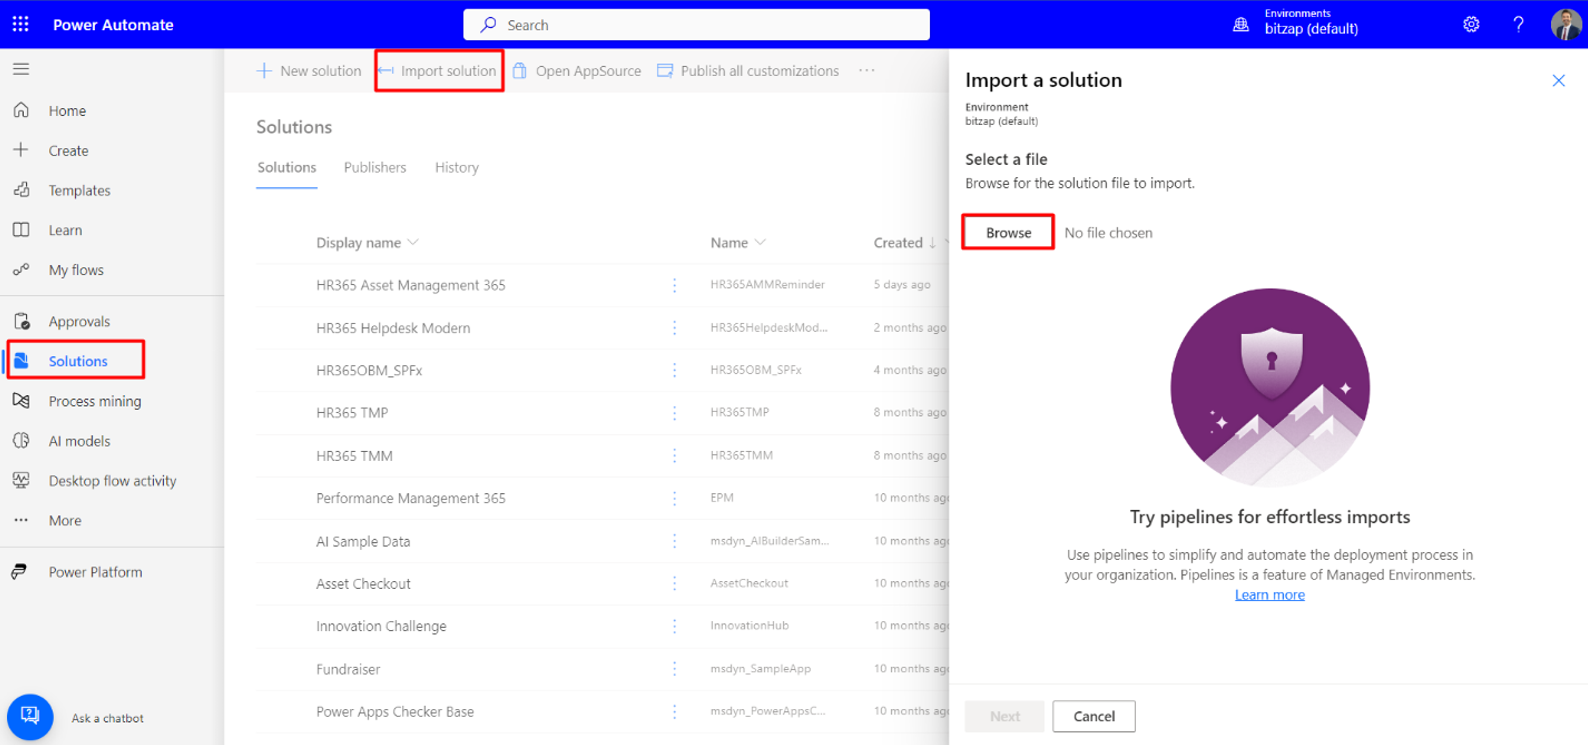 Power Automate
Search
Environments
bitzap (default)
New solution
Import solution
Open AppSource
Publish all customizations
Home
Create
Templates
Learn
My flows
Approvals
Solutions
Process mining
AI models
Desktop flow activity
More
Power Platform
Ask a chatbot
Solutions
Solutions Publishers History
Display name Name Created
HR365 Asset Management 365 HR365AMMReminder 5 days ago
HR365 Helpdesk Modern HR365HelpdeskMod... 2 months ago
HR365OBM_SPFx HR365OBM_SPFx 4 months ago
HR365 TMP HR365TMP 8 months ago
HR365 TMM HR365TMM 8 months ago
Performance Management 365 EPM 10 months ago
AI Sample Data msdyn_AIBuilderSam... 10 months ago
Asset Checkout AssetCheckout 10 months ago
Innovation Challenge InnovationHub 10 months ago
Fundraiser msdyn_SampleApp 10 months ago
Power Apps Checker Base msdyn_PowerAppsC... 10 months ago
Import a solution
Environment
bitzap (default)
Select a file
Browse for the solution file to import.
Browse No file chosen
Try pipelines for effortless imports
Use pipelines to simplify and automate the deployment process in
your organization. Pipelines is a feature of Managed Environments.
Learn more
Next Cancel